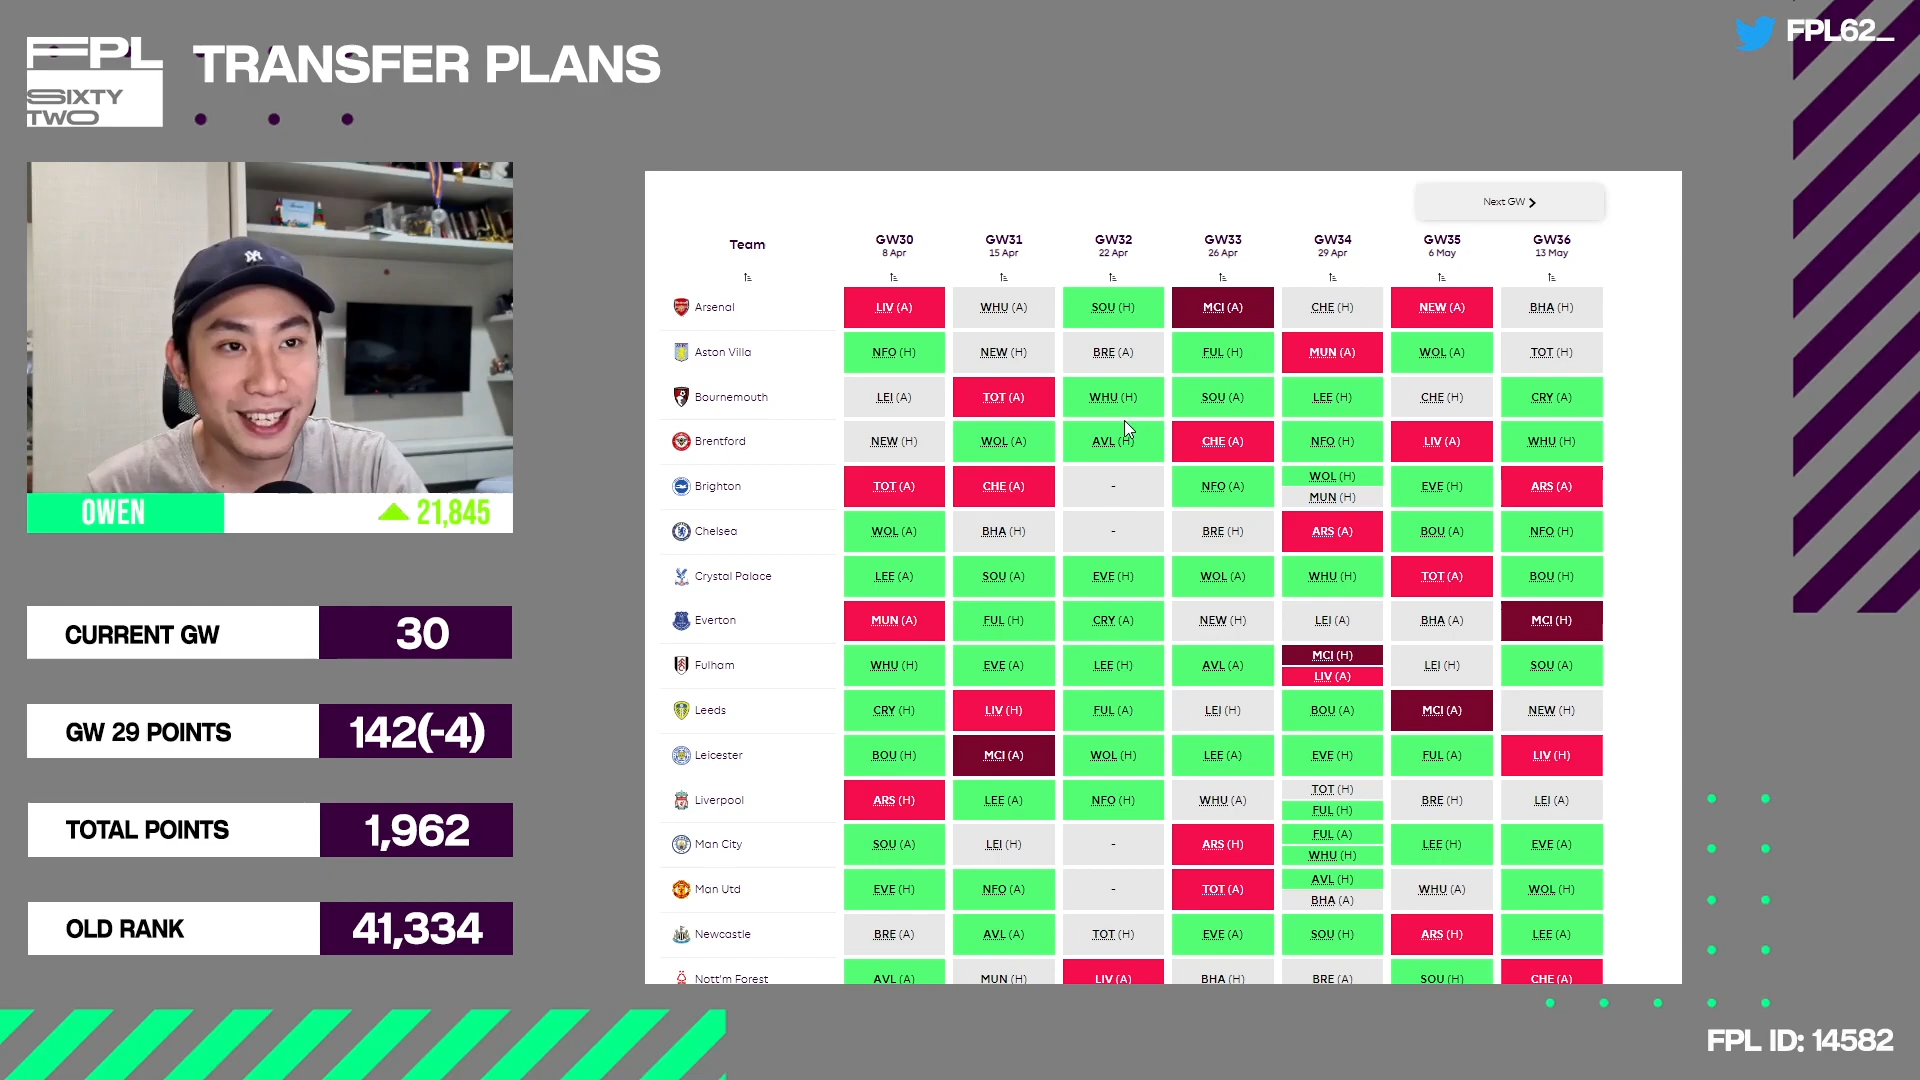 FPL
SIXTY
TWO
TRANSFER PLANS
FPL62_
OWEN
21,845
CURRENT GW 30
GW 29 POINTS 142(-4)
TOTAL POINTS 1,962
OLD RANK 41,334
Next GW
Team GW30 GW31 GW32 GW33 GW34 GW35 GW36
8 Apr 15 Apr 22 Apr 26 Apr 29 Apr 6 May 13 May
Arsenal LIV (A) WHU (A) SOU (H) MCI (A) CHE (H) NEW (A) BHA (H)
Aston Villa NFO (H) NEW (H) BRE (A) FUL (H) MUN (A) WOL (A) TOT (H)
Bournemouth LEI (A) TOT (A) WHU (H) SOU (A) LEE (H) CHE (H) CRY (A)
Brentford NEW (H) WOL (A) AVL (H) CHE (A) NFO (H) LIV (A) WHU (H)
Brighton TOT (A) CHE (A) - NFO (A) WOL (H) MUN (H) EVE (H) ARS (A)
Chelsea WOL (A) BHA (H) - BRE (H) ARS (A) BOU (A) NFO (H)
Crystal Palace LEE (A) SOU (A) EVE (H) WOL (A) WHU (H) TOT (A) BOU (H)
Everton MUN (A) FUL (H) CRY (A) NEW (H) LEI (A) BHA (A) MCI (H)
Fulham WHU (H) EVE (A) LEE (H) AVL (A) MCI (H) LIV (A) LEI (H) SOU (A)
Leeds CRY (H) LIV (H) FUL (A) LEI (H) BOU (A) MCI (A) NEW (H)
Leicester BOU (H) MCI (A) WOL (H) LEE (A) EVE (H) FUL (A) LIV (H)
Liverpool ARS (H) LEE (A) NFO (H) WHU (A) TOT (H) FUL (H) BRE (H) LEI (A)
Man City SOU (A) LEI (H) - ARS (H) FUL (A) WHU (H) LEE (H) EVE (A)
Man Utd EVE (H) NFO (A) - TOT (A) AVL (H) BHA (A) WHU (A) WOL (H)
Newcastle BRE (A) AVL (A) TOT (H) EVE (A) SOU (H) ARS (H) LEE (A)
Nott'm Forest AVL (A) MUN (H) LIV (A) BHA (H) BRE (A) SOU (H) CHE (A)
FPL ID: 14582